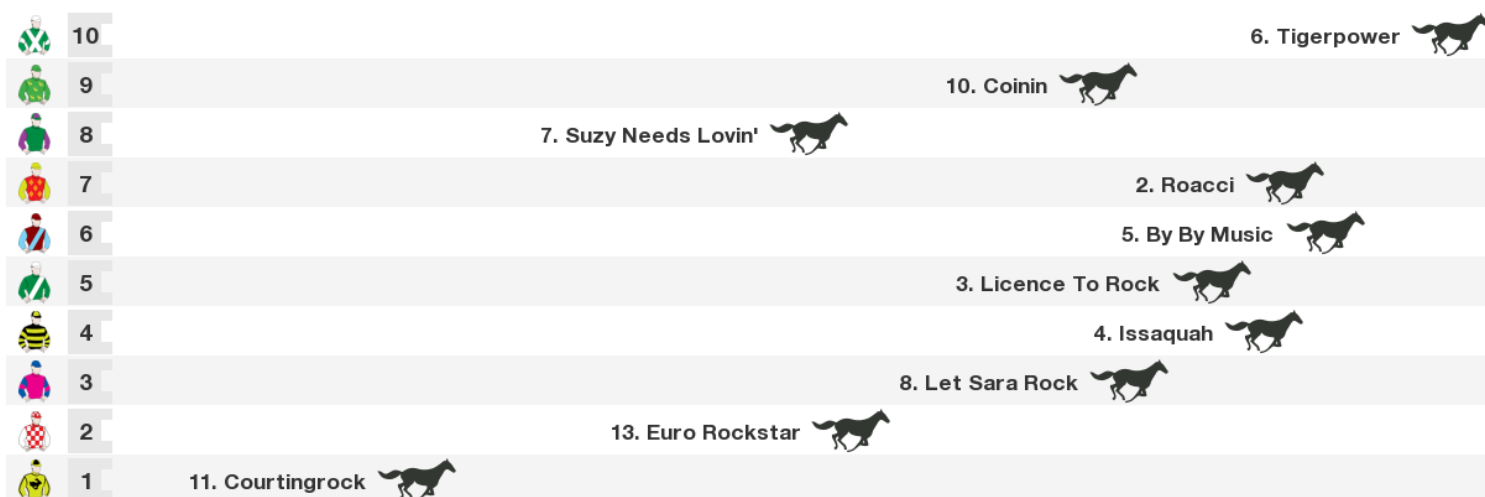 10 6. Tigerpower
9 10. Coinin
8 7. Suzy Needs Lovin'
7 2. Roacci
6 5. By By Music
5 3. Licence To Rock
4 4. Issaquah
3 8. Let Sara Rock
2 13. Euro Rockstar
1 11. Courtingrock